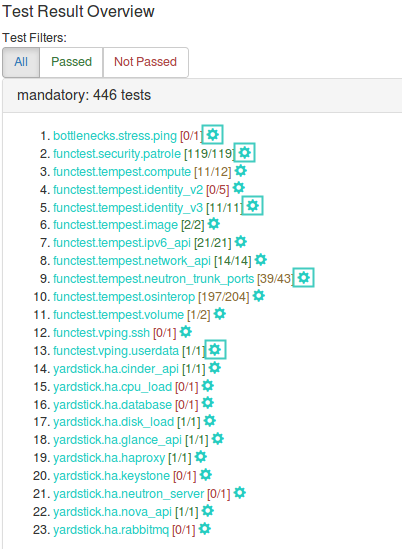 Test Result Overview
Test Filters:
All Passed Not Passed
mandatory: 446 tests
1. bottlenecks.stress.ping [0/1]
2. functest.security.patrole [119/119]
3. functest.tempest.compute [11/12]
4. functest.tempest.identity_v2 [0/5]
5. functest.tempest.identity_v3 [11/11]
6. functest.tempest.image [2/2]
7. functest.tempest.ipv6_api [21/21]
8. functest.tempest.network_api [14/14]
9. functest.tempest.neutron_trunk_ports [39/43]
10. functest.tempest.osinterop [197/204]
11. functest.tempest.volume [1/2]
12. functest.vping.ssh [0/1]
13. functest.vping.userdata [1/1]
14. yardstick.ha.cinder_api [1/1]
15. yardstick.ha.cpu_load [0/1]
16. yardstick.ha.database [0/1]
17. yardstick.ha.disk_load [1/1]
18. yardstick.ha.glance_api [1/1]
19. yardstick.ha.haproxy [1/1]
20. yardstick.ha.keystone [0/1]
21. yardstick.ha.neutron_server [0/1]
22. yardstick.ha.nova_api [1/1]
23. yardstick.ha.rabbitmq [0/1]